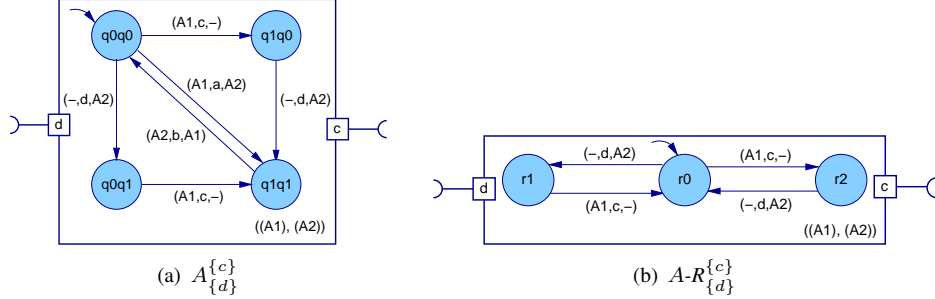 q0q0
(A1,c,-)
q1q0
(A1,a,A2)
(-,d,A2)
(-,d,A2)
(A2,b,A1)
d
c
q0q1
(A1,c,-)
q1q1
((A1), (A2))
(a) A{c}{d}
(-,d,A2)
(A1,c,-)
d
r1
r0
r2
c
(A1,c,-)
(-,d,A2)
((A1), (A2))
(b) A-R{c}{d}